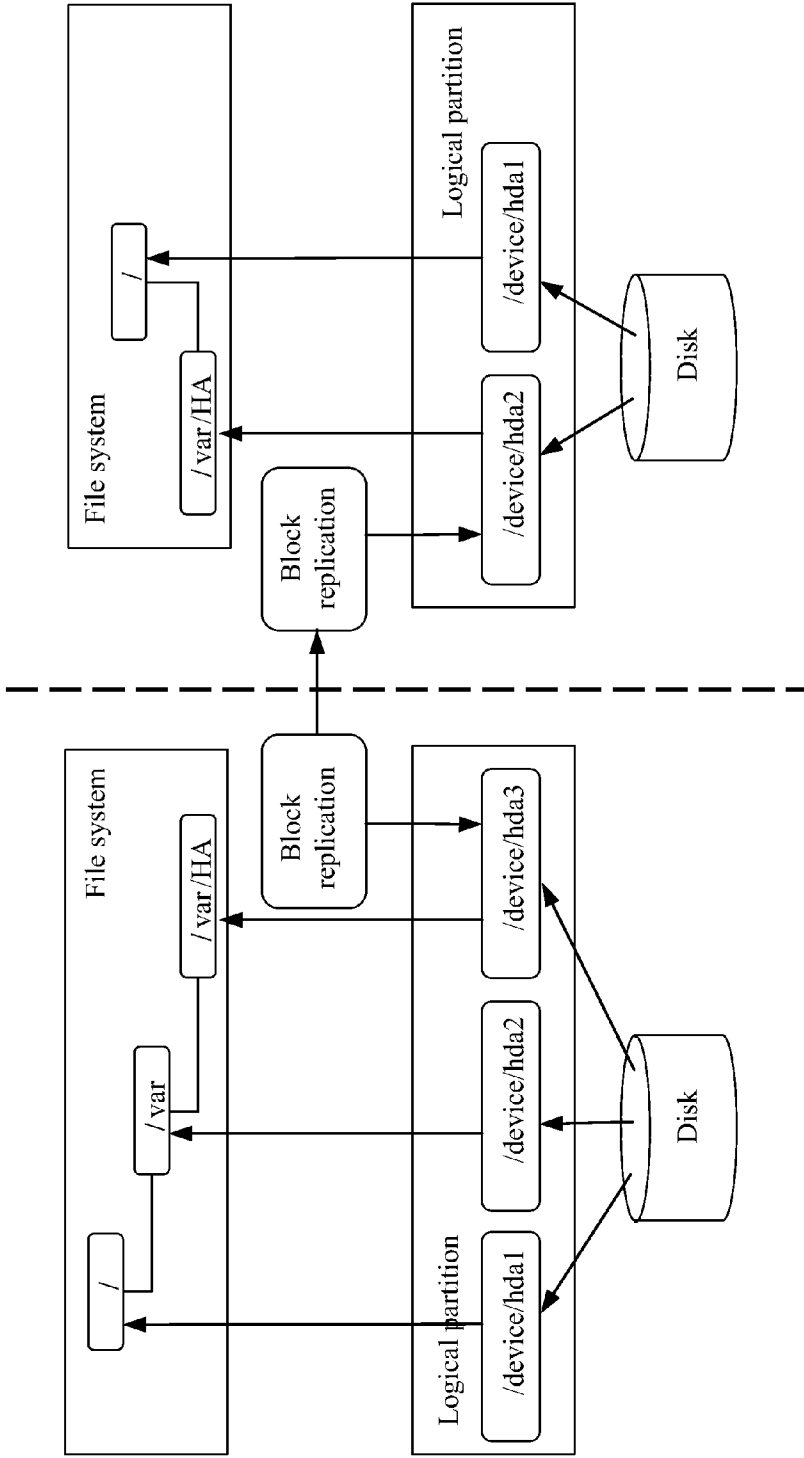 File system
/
/ var
/ var/HA
Block
replication
Logical partition
/device/hda1
/device/hda2
/device/hda3
Disk
File system
/
/ var/HA
Block
replication
Logical partition
/device/hda2
/device/hda1
Disk